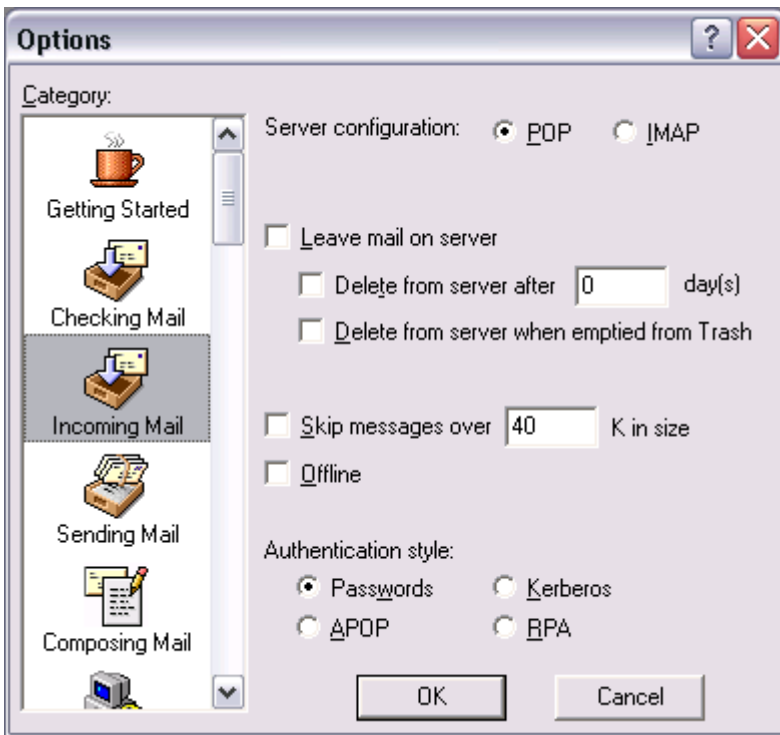 Options
Category:
Getting Started
Checking Mail
Incoming Mail
Sending Mail
Composing Mail
Server configuration: POP IMAP
Leave mail on server
Delete from server after 0 day(s)
Delete from server when emptied from Trash
Skip messages over 40 K in size
Offline
Authentication style:
Passwords Kerberos
APOP RPA
OK Cancel